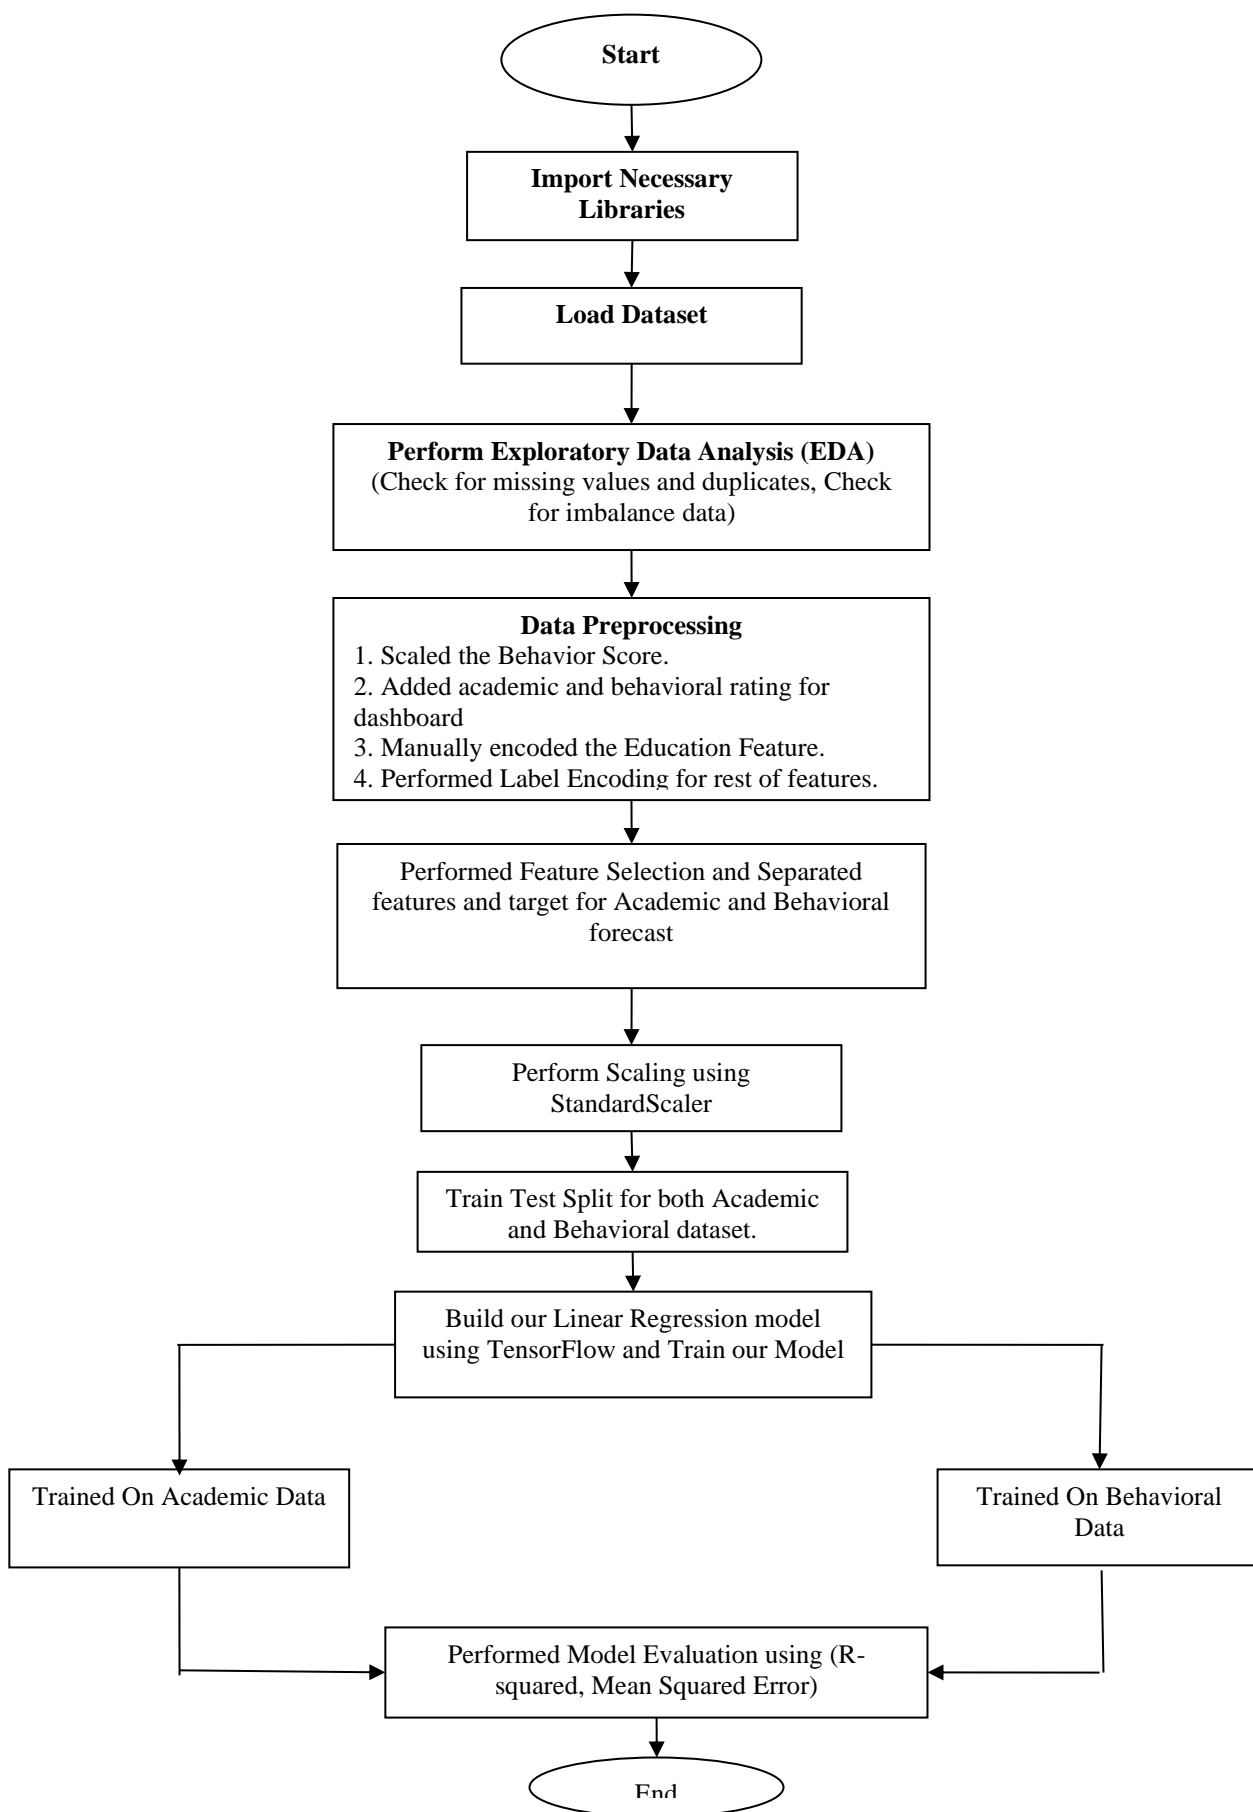 Start
Import Necessary
Libraries
Load Dataset
Perform Exploratory Data Analysis (EDA)
(Check for missing values and duplicates, Check
for imbalance data)
Data Preprocessing
1. Scaled the Behavior Score.
2. Added academic and behavioral rating for
dashboard
3. Manually encoded the Education Feature.
4. Performed Label Encoding for rest of features.
Performed Feature Selection and Separated
features and target for Academic and Behavioral
forecast
Perform Scaling using
StandardScaler
Train Test Split for both Academic
and Behavioral dataset.
Build our Linear Regression model
using TensorFlow and Train our Model
Trained On Academic Data
Trained On Behavioral
Data
Performed Model Evaluation using (R-
squared, Mean Squared Error)
End